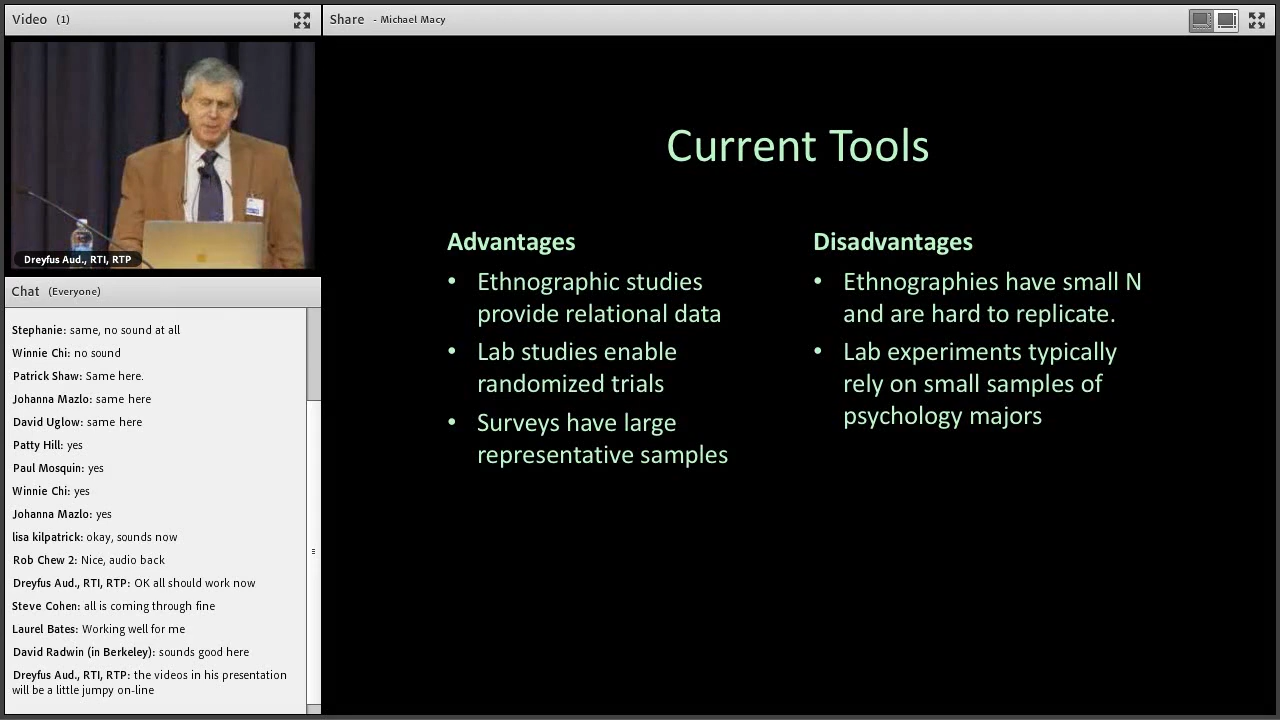 Video (1)
Share - Michael Macy
Dreyfus Aud., RTI, RTP
Chat (Everyone)
Stephanie: same, no sound at all
Winnie Chi: no sound
Patrick Shaw: Same here.
Johanna Mazlo: same here
David Uglow: same here
Patty Hill: yes
Paul Mosquin: yes
Winnie Chi: yes
Johanna Mazlo: yes
lisa kilpatrick: okay, sounds now
Rob Chew 2: Nice, audio back
Dreyfus Aud., RTI, RTP: OK all should work now
Steve Cohen: all is coming through fine
Laurel Bates: Working well for me
David Radwin (in Berkeley): sounds good here
Dreyfus Aud., RTI, RTP: the videos in his presentation
will be a little jumpy on-line
Current Tools
Advantages
• Ethnographic studies
provide relational data
• Lab studies enable
randomized trials
• Surveys have large
representative samples
Disadvantages
• Ethnographies have small N
and are hard to replicate.
• Lab experiments typically
rely on small samples of
psychology majors